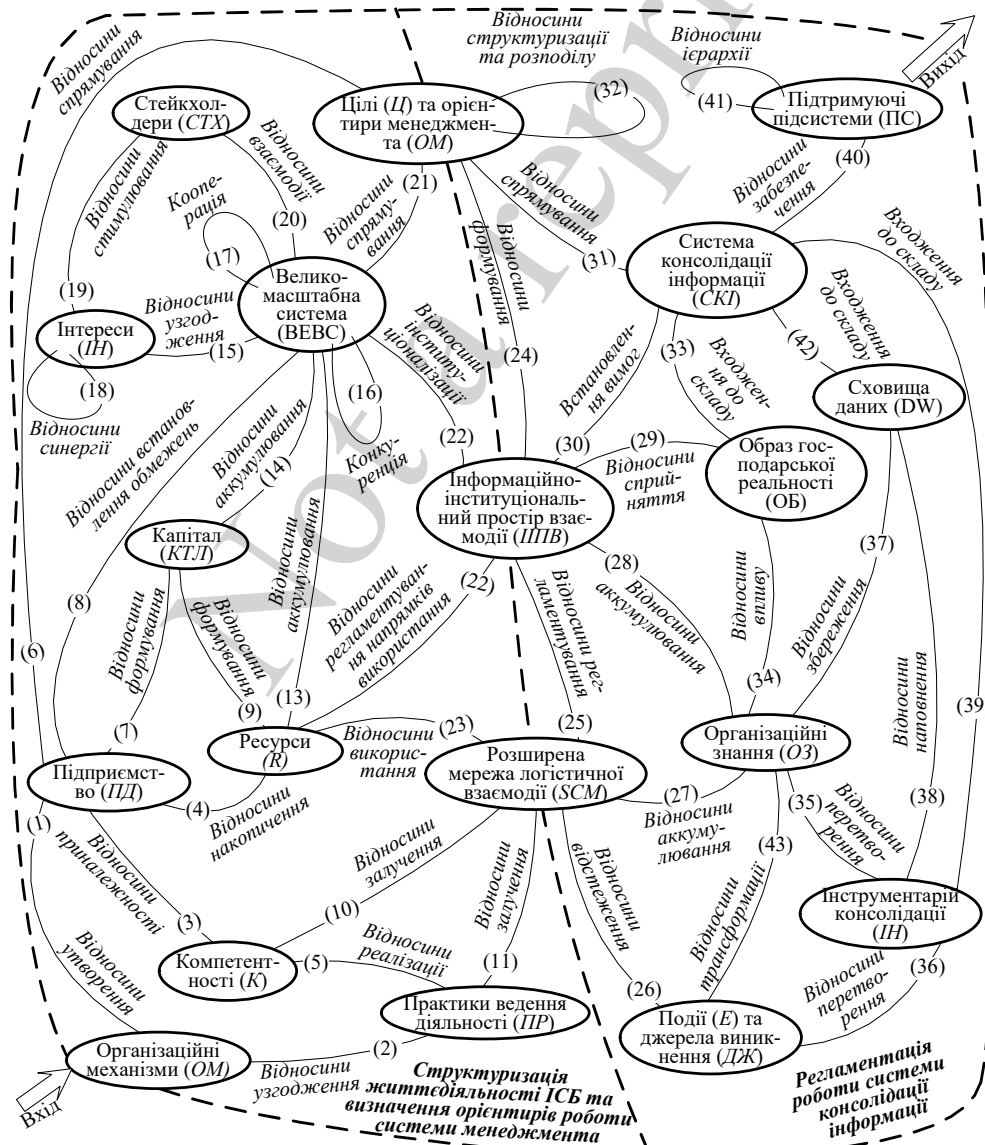 Відносини
спрямування
Відносини
структуризації
та розподілу
(32)
Відносини
ієрархії
(41)
Вихід
Стейкхол-
дери (СТХ)
Цілі (Ц) та орієн-
тири менеджмен-
та (ОМ)
Підтримуючі
підсистеми (ПС)
(40)
Відносини
взаємодії
(20)
Відносини
стимулювання
(19)
Коопе-
рація
(17)
Відносини
спряму-
вання
(21)
Відносини
спрямування
(31)
Відносини
забезпе-
чення
Входження
до складу
Відносини
формування
(24)
Велико-
масштабна
система
(ВЕВС)
Система
консолідації
інформації
(СКІ)
Інтереси
(ІН)
(18)
Відносини
узгод-
ження
(15)
Відносини
синергії
Відносини
інститу-
ціоналізації
(22)
(16)
Конку-
ренція
Встановлен-
ня вимог
(30)
(33)
Входжен-
ня до
складу
Входження
до складу
(42)
Сховища
даних (DW)
Відносини встанов-
лення обмежень
(8)
Відносини
аккумулювання
(14)
Відносини
аккумулювання
(13)
(29)
Відносини
сприй-
няття
Образ гос-
подарської
реальності
(ОБ)
Інформаційно-
інституціональ-
ний простір взає-
модії (ІІПВ)
Капітал
(КТЛ)
(22)
(28)
(37)
Відносини
формування
(7)
Відносини
формування
(9)
Відносини
регламентуван-
ня напрямків
використання
Відносини рег-
ламентування
(25)
Відносини
аккумулювання
Відносини
впливу
(34)
Відносини
збереження
Відносини
наповнення
(38)
(39)
(6)
Ресурси
(R)
(23)
Відносини
викорис-
тання
Організаційні
знання (ОЗ)
Підприємст-
во (ПД)
(4)
Відносини
накопичення
Розширена
мережа логістичної
взаємодії (SCM)
(27)
Відносини
аккуму-
лювання
(35)
Відносини
перетво-
рення
(43)
(1)
Відносини
приналежності
(3)
Відносини
залучення
(10)
Відносини
залучення
(11)
Відносини
відстеження
(26)
Відносини
трансформації
Інструментарій
консолідації
(ІН)
(36)
Відносини
утворення
Компетент-
ності (К)
(5)
Відносини
реалізації
Практики ведення
діяльності (ПР)
Відносини
перетво-
рення
Події (Е) та
джерела виник-
нення (ДЖ)
Організаційні
механізми (ОМ)
(2)
Відносини
узгодження
Вхід
Структуризація
життєдіяльності ІСБ та
визначення орієнтирів роботи
системи менеджмента
Регламентація
роботи системи
консолідації
інформації